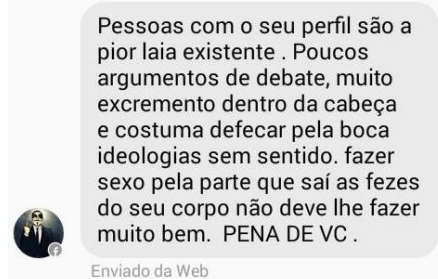 Pessoas com o seu perfil são a
pior laia existente . Poucos
argumentos de debate, muito
excremento dentro da cabeça
e costuma defecar pela boca
ideologias sem sentido. fazer
sexo pela parte que saí as fezes
do seu corpo não deve lhe fazer
muito bem.  PENA DE VC .
Enviado da Web